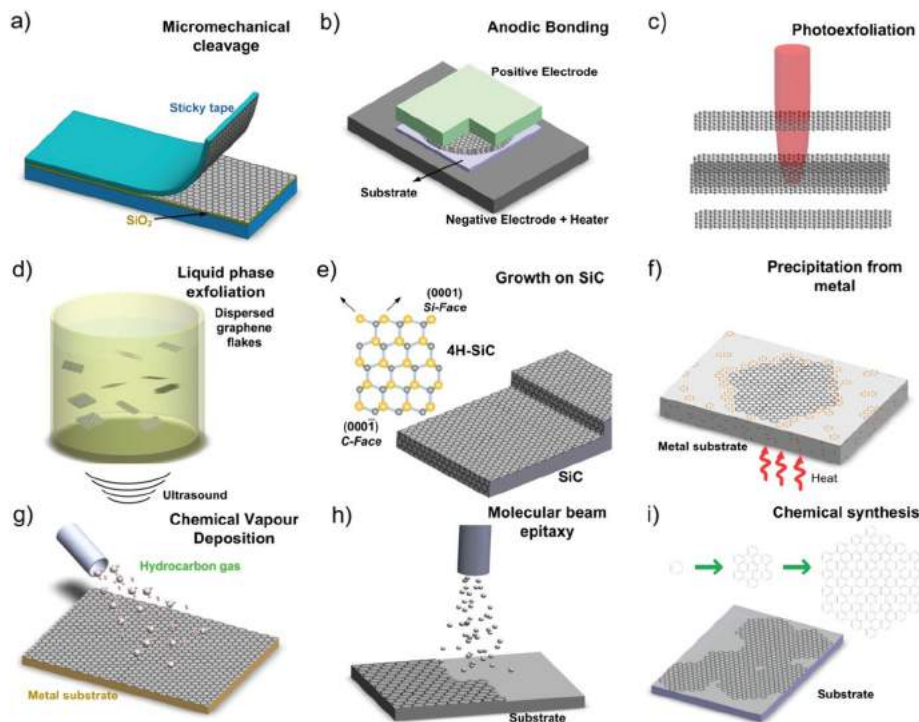 a)
Micromechanical
cleavage
Sticky tape
SiO₂
b)
Anodic Bonding
Positive Electrode
Substrate
Negative Electrode + Heater
c)
Photoexfoliation
d)
Liquid phase
exfoliation
Dispersed
graphene
flakes
Ultrasound
e)
Growth on SiC
(0001)
Si-Face
4H-SiC
(0001̄)
C-Face
SiC
f)
Precipitation from
metal
Metal substrate
Heat
g)
Chemical Vapour
Deposition
Hydrocarbon gas
Metal substrate
h)
Molecular beam
epitaxy
Substrate
i)
Chemical synthesis
Substrate